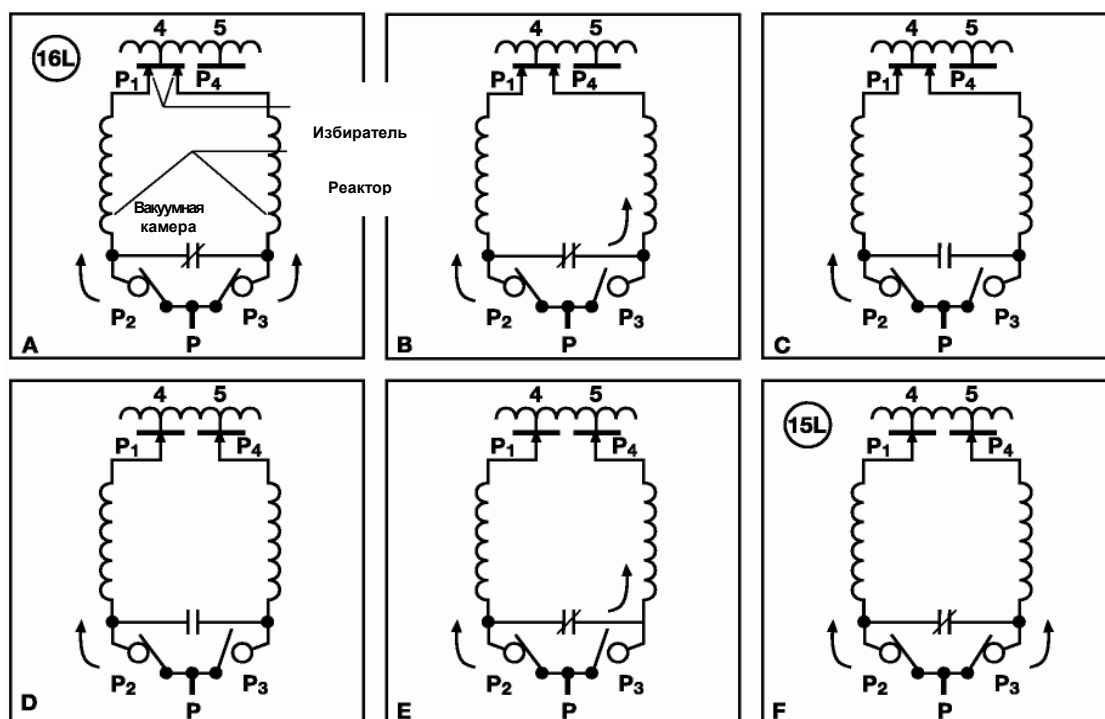 4 5
16L
P1 P4
Избиратель
Реактор
Вакуумная
камера
P2 P3
P
A
4 5
P1 P4
P2 P3
P
B
4 5
P1 P4
P2 P3
P
C
4 5
P1 P4
P2 P3
P
D
4 5
P1 P4
P2 P3
P
E
4 5
15L
P1 P4
P2 P3
P
F